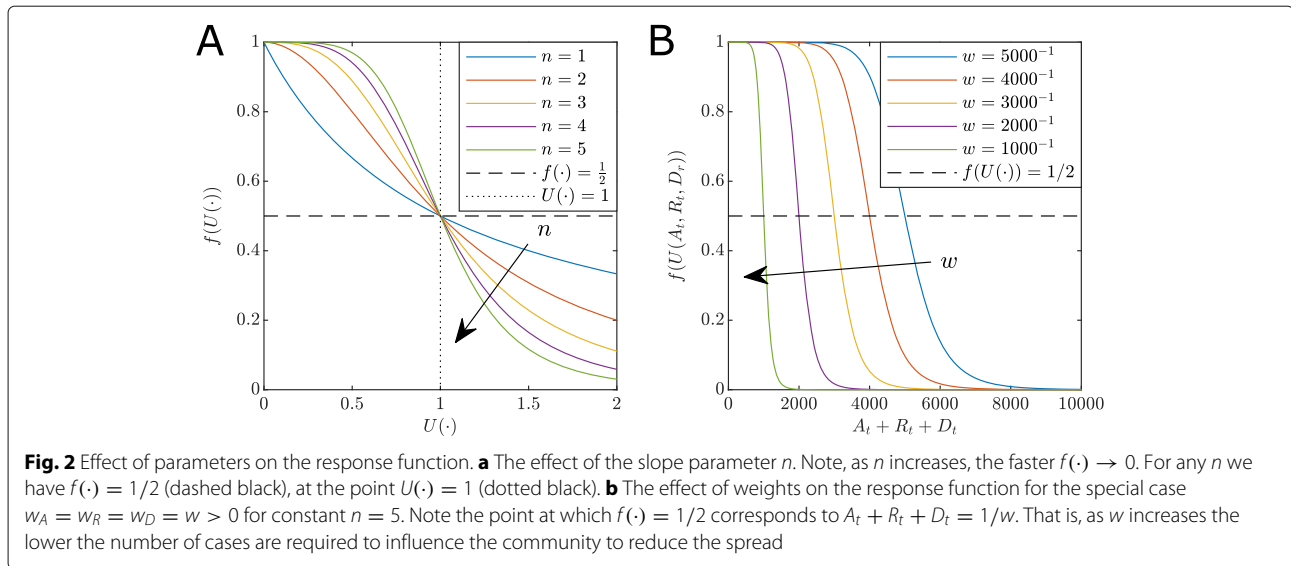 A
f(U(·))
1
0.8
0.6
0.4
0.2
0
0
0.5
1
1.5
2
U(·)
n = 1
n = 2
n = 3
n = 4
n = 5
f(·) = 1/2
U(·) = 1
n
B
f(U(A_t, R_t, D_r))
1
0.8
0.6
0.4
0.2
0
0
2000
4000
6000
8000
10000
A_t + R_t + D_t
w = 5000⁻¹
w = 4000⁻¹
w = 3000⁻¹
w = 2000⁻¹
w = 1000⁻¹
f(U(·)) = 1/2
w
Fig. 2 Effect of parameters on the response function. a The effect of the slope parameter n. Note, as n increases, the faster f(·) → 0. For any n we
have f(·) = 1/2 (dashed black), at the point U(·) = 1 (dotted black). b The effect of weights on the response function for the special case
w_A = w_R = w_D = w > 0 for constant n = 5. Note the point at which f(·) = 1/2 corresponds to A_t + R_t + D_t = 1/w. That is, as w increases the
lower the number of cases are required to influence the community to reduce the spread